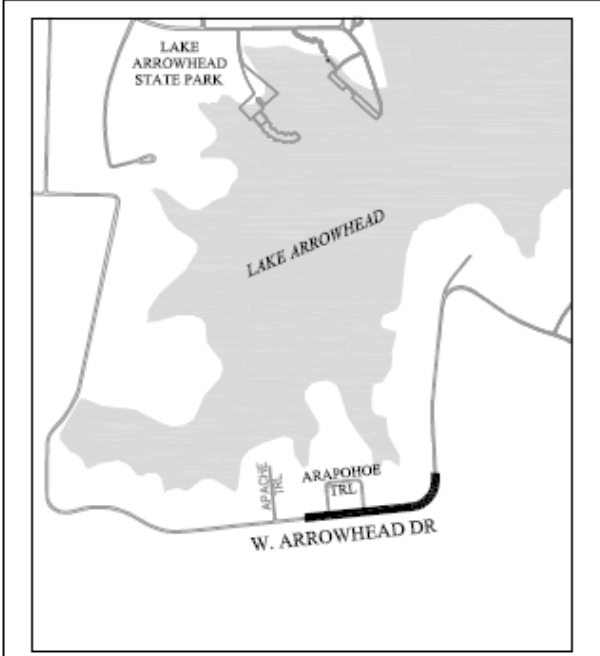 LAKE
ARROWHEAD
STATE PARK
LAKE ARROWHEAD
APACHE
TRL
ARAPOHOE
TRL
W. ARROWHEAD DR